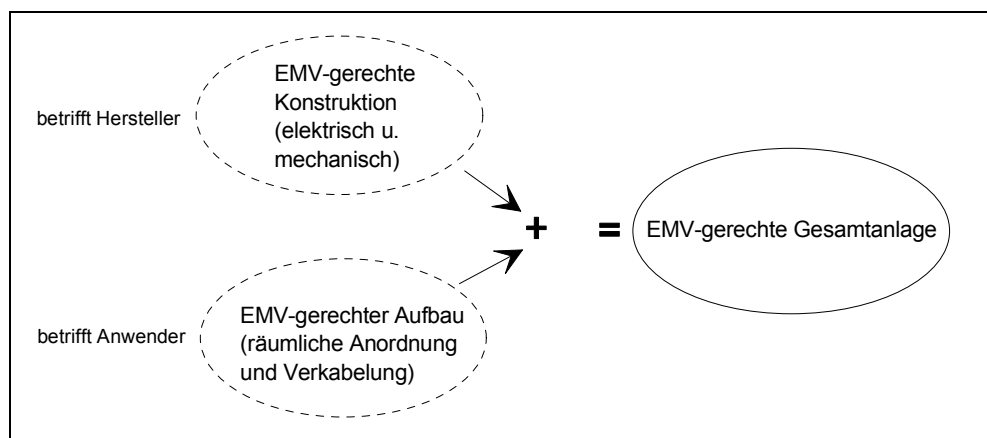 betrifft Hersteller
EMV-gerechte
Konstruktion
(elektrisch u.
mechanisch)
+
=
EMV-gerechte Gesamtanlage
betrifft Anwender
EMV-gerechter Aufbau
(räumliche Anordnung
und Verkabelung)